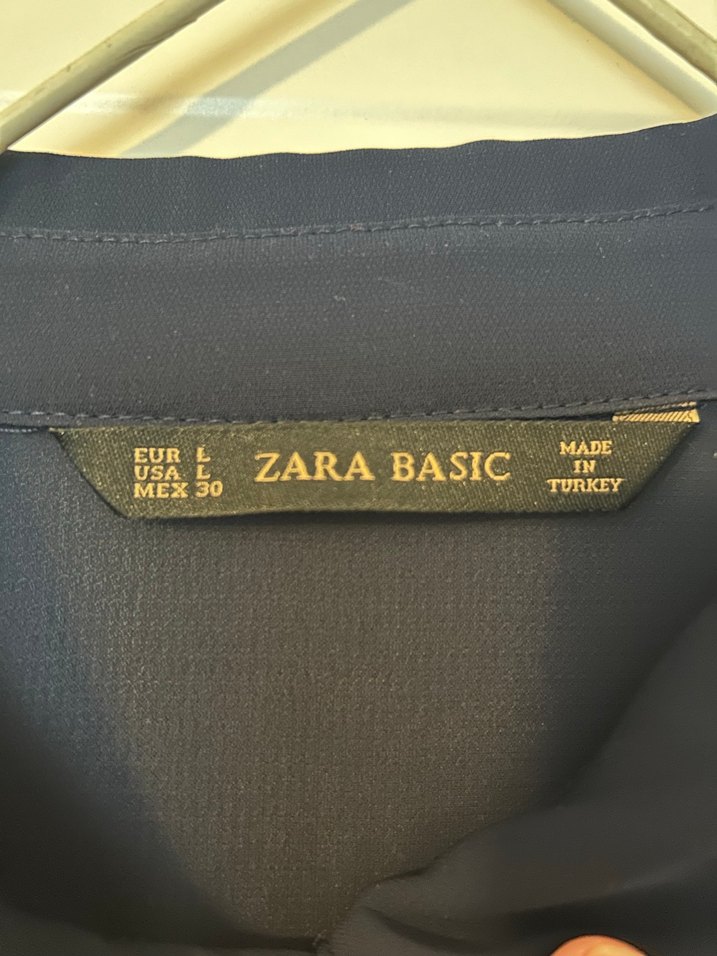 EUR L
USA L
MEX 30
ZARA BASIC
MADE
IN
TURKEY